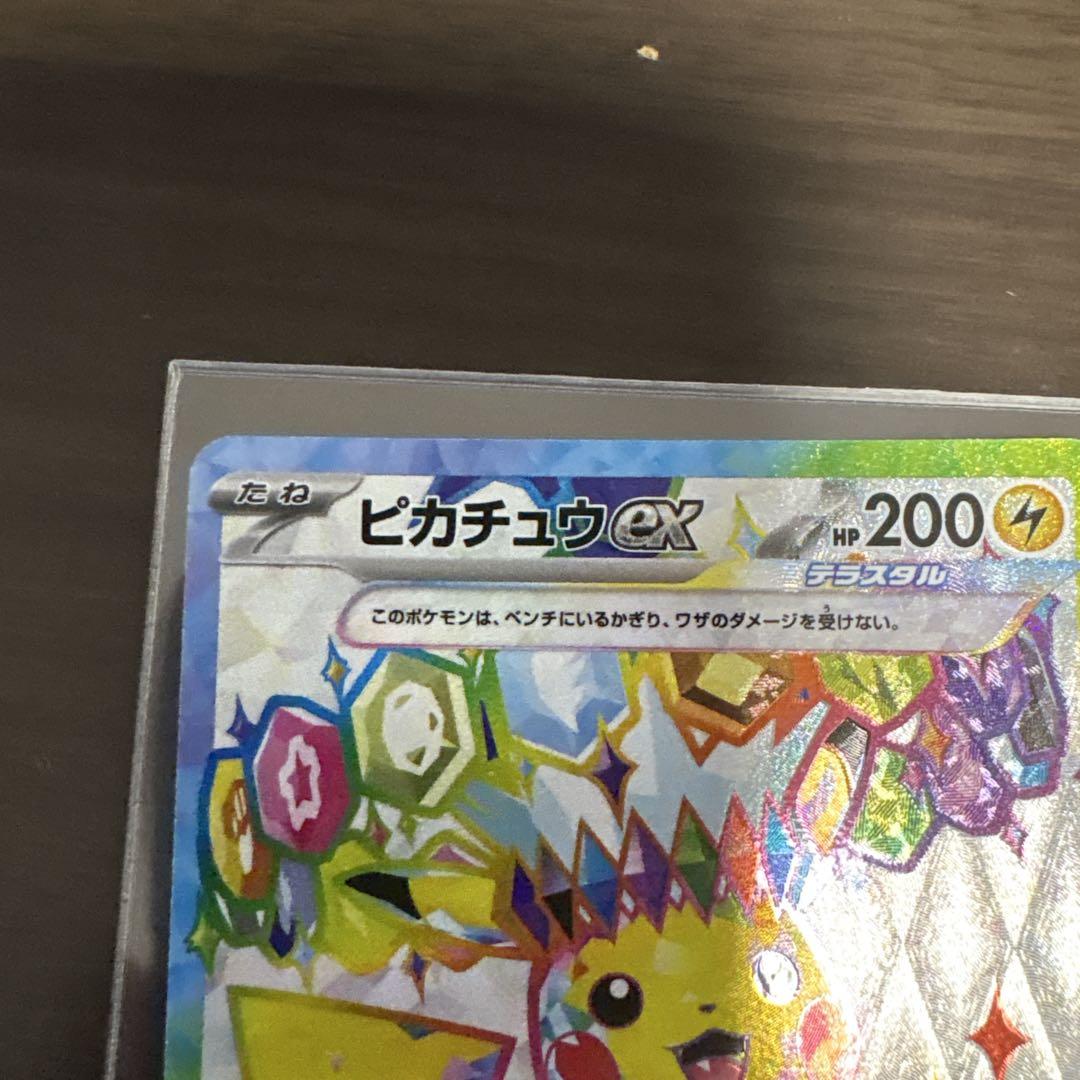 たね ピカチュウex HP 200
テラスタル
このポケモンは、ベンチにいるかぎり、ワザのダメージを受けない。